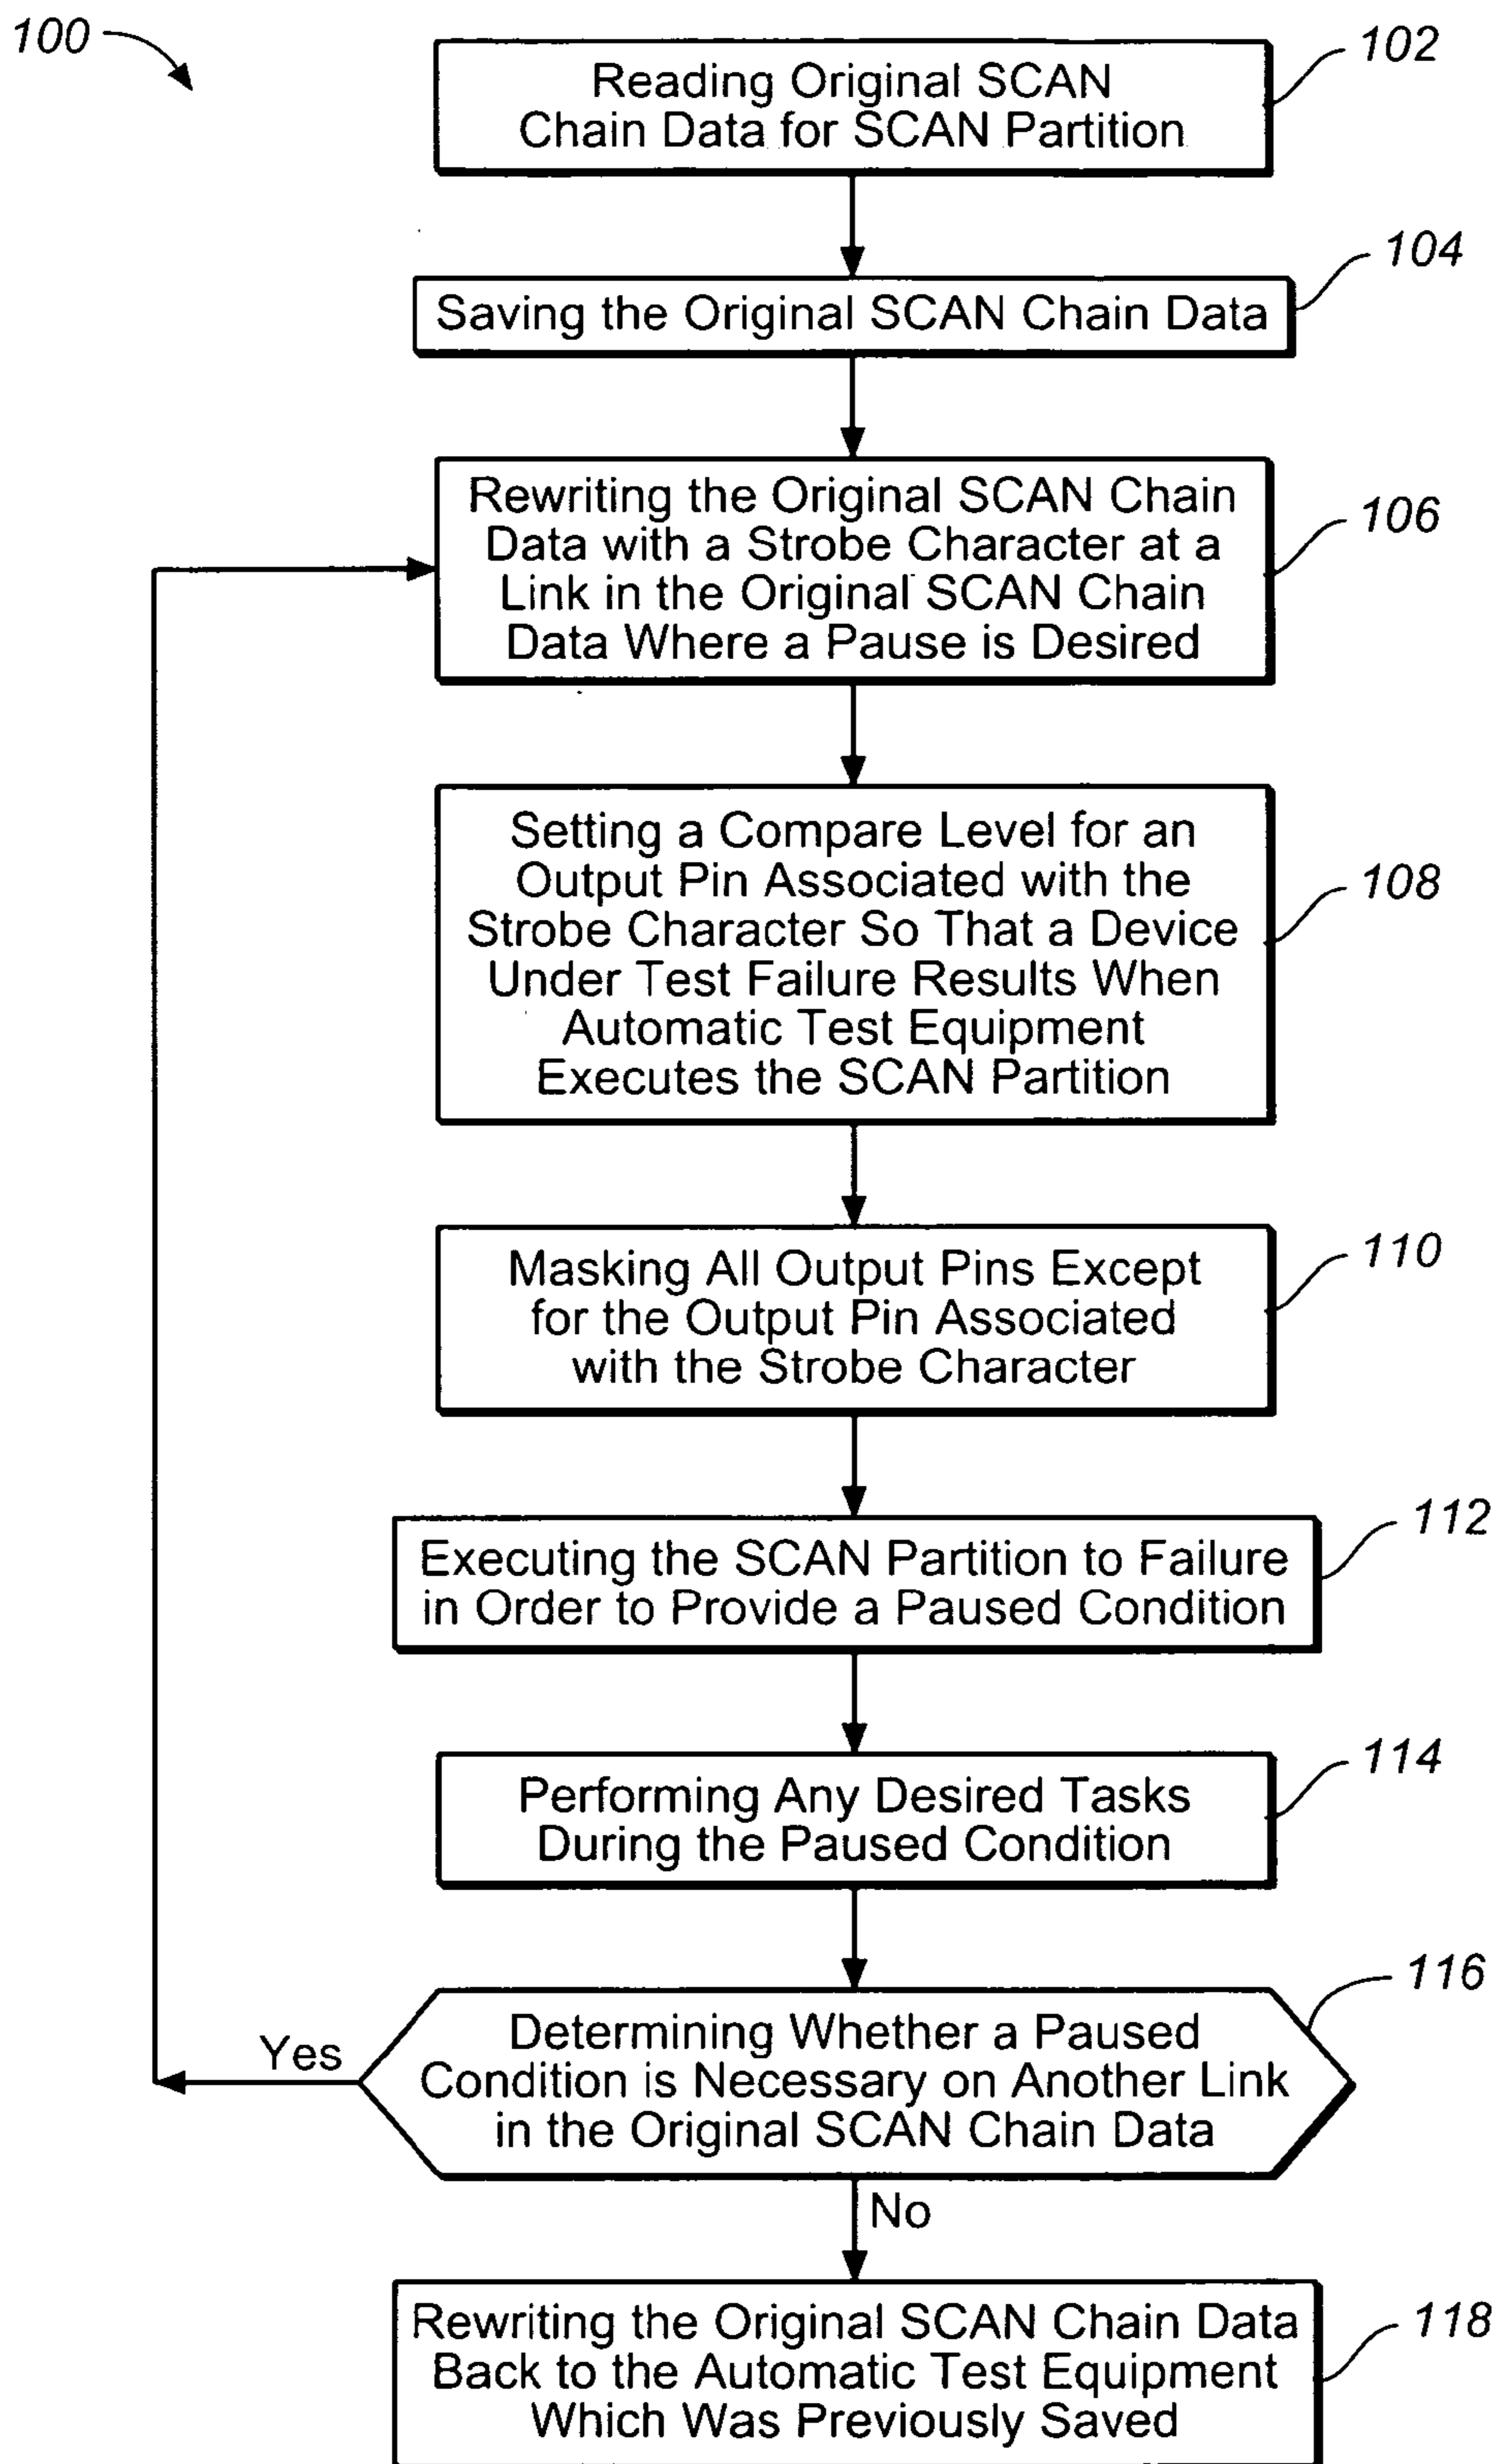 100
102
Reading Original SCAN
Chain Data for SCAN Partition
104
Saving the Original SCAN Chain Data
106
Rewriting the Original SCAN Chain
Data with a Strobe Character at a
Link in the Original SCAN Chain
Data Where a Pause is Desired
108
Setting a Compare Level for an
Output Pin Associated with the
Strobe Character So That a Device
Under Test Failure Results When
Automatic Test Equipment
Executes the SCAN Partition
110
Masking All Output Pins Except
for the Output Pin Associated
with the Strobe Character
112
Executing the SCAN Partition to Failure
in Order to Provide a Paused Condition
114
Performing Any Desired Tasks
During the Paused Condition
116
Determining Whether a Paused
Condition is Necessary on Another Link
in the Original SCAN Chain Data
Yes
No
118
Rewriting the Original SCAN Chain Data
Back to the Automatic Test Equipment
Which Was Previously Saved